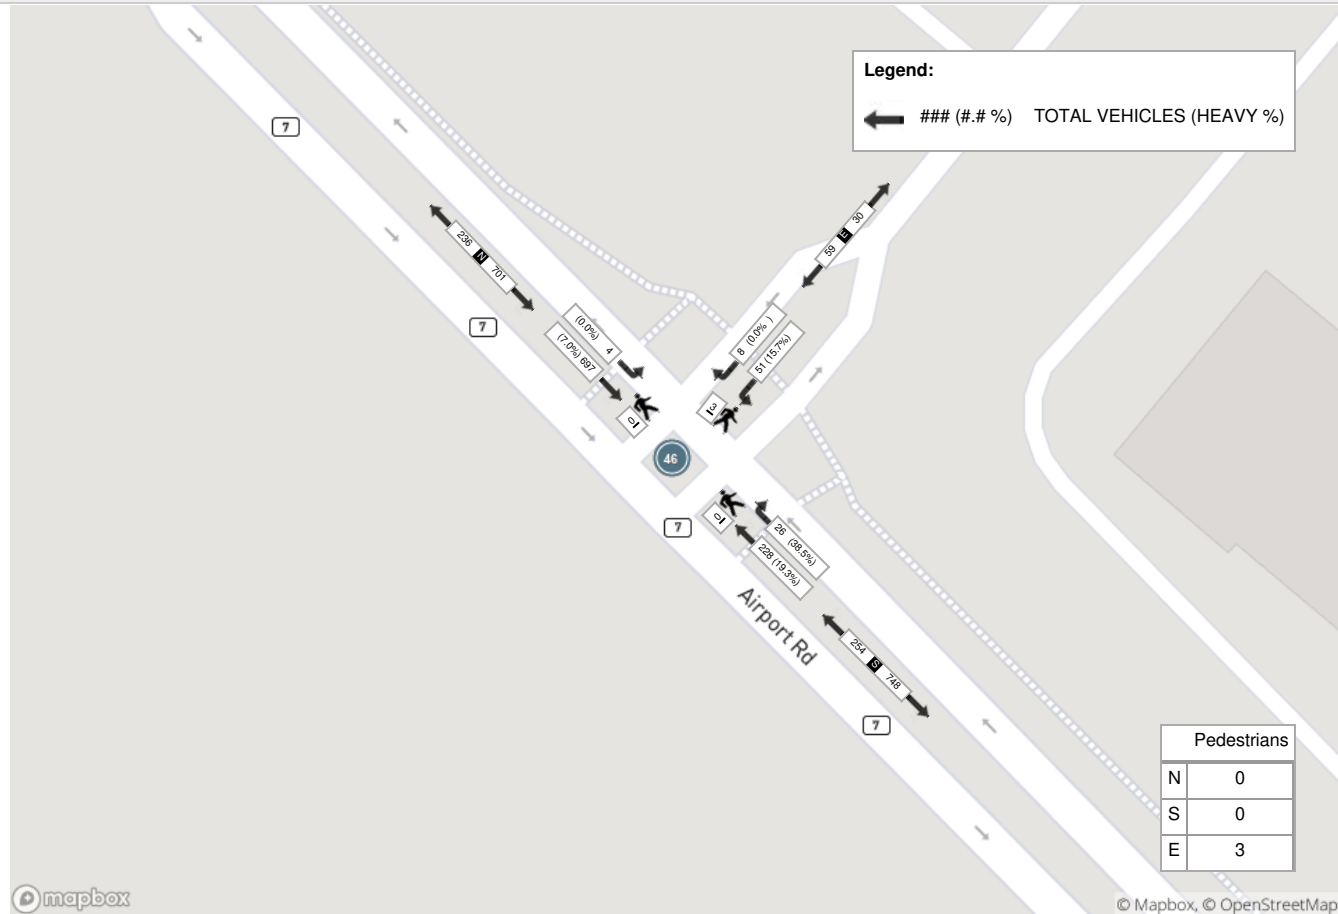 Legend:
### (#.# %) TOTAL VEHICLES (HEAVY %)
7
236 N 701
59 E 30
7
(0.0%) 4
(7.0%) 697
8 (0.0% )
51 (15.7%)
0
3
46
0
7
26 (38.5%)
228 (19.3%)
Airport Rd
254 S 748
7
Pedestrians
N 0
S 0
E 3
mapbox
© Mapbox, © OpenStreetMap